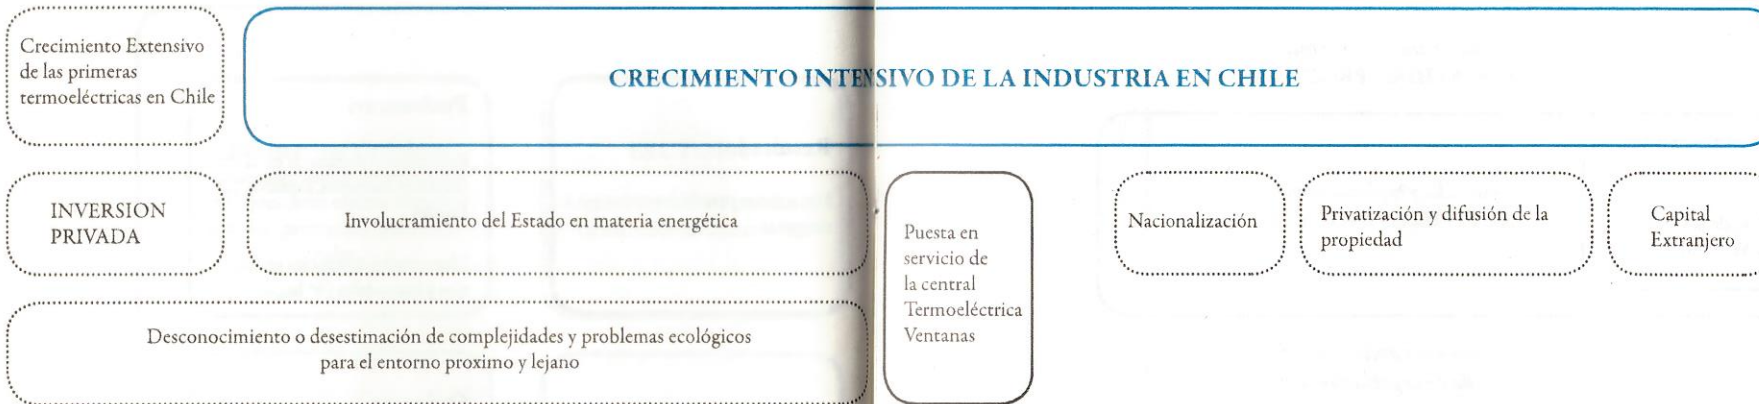 Crecimiento Extensivo
de las primeras
termoeléctricas en Chile
CRECIMIENTO INTENSIVO DE LA INDUSTRIA EN CHILE
INVERSION
PRIVADA
Involucramiento del Estado en materia energética
Puesta en
servicio de
la central
Termoeléctrica
Ventanas
Nacionalización
Privatización y difusión de la
propiedad
Capital
Extranjero
Desconocimiento o desestimación de complejidades y problemas ecológicos
para el entorno proximo y lejano